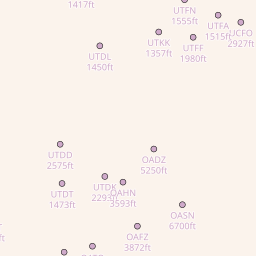 1417ft
UTFN
1555ft
UTFA
1515ft
UCFO
2927ft
UTKK
1357ft
UTFF
1980ft
UTDL
1450ft
UTDD
2575ft
OADZ
5250ft
UTDT
1473ft
UTDK
2293ft
OAHN
3593ft
OASN
6700ft
OAFZ
3872ft